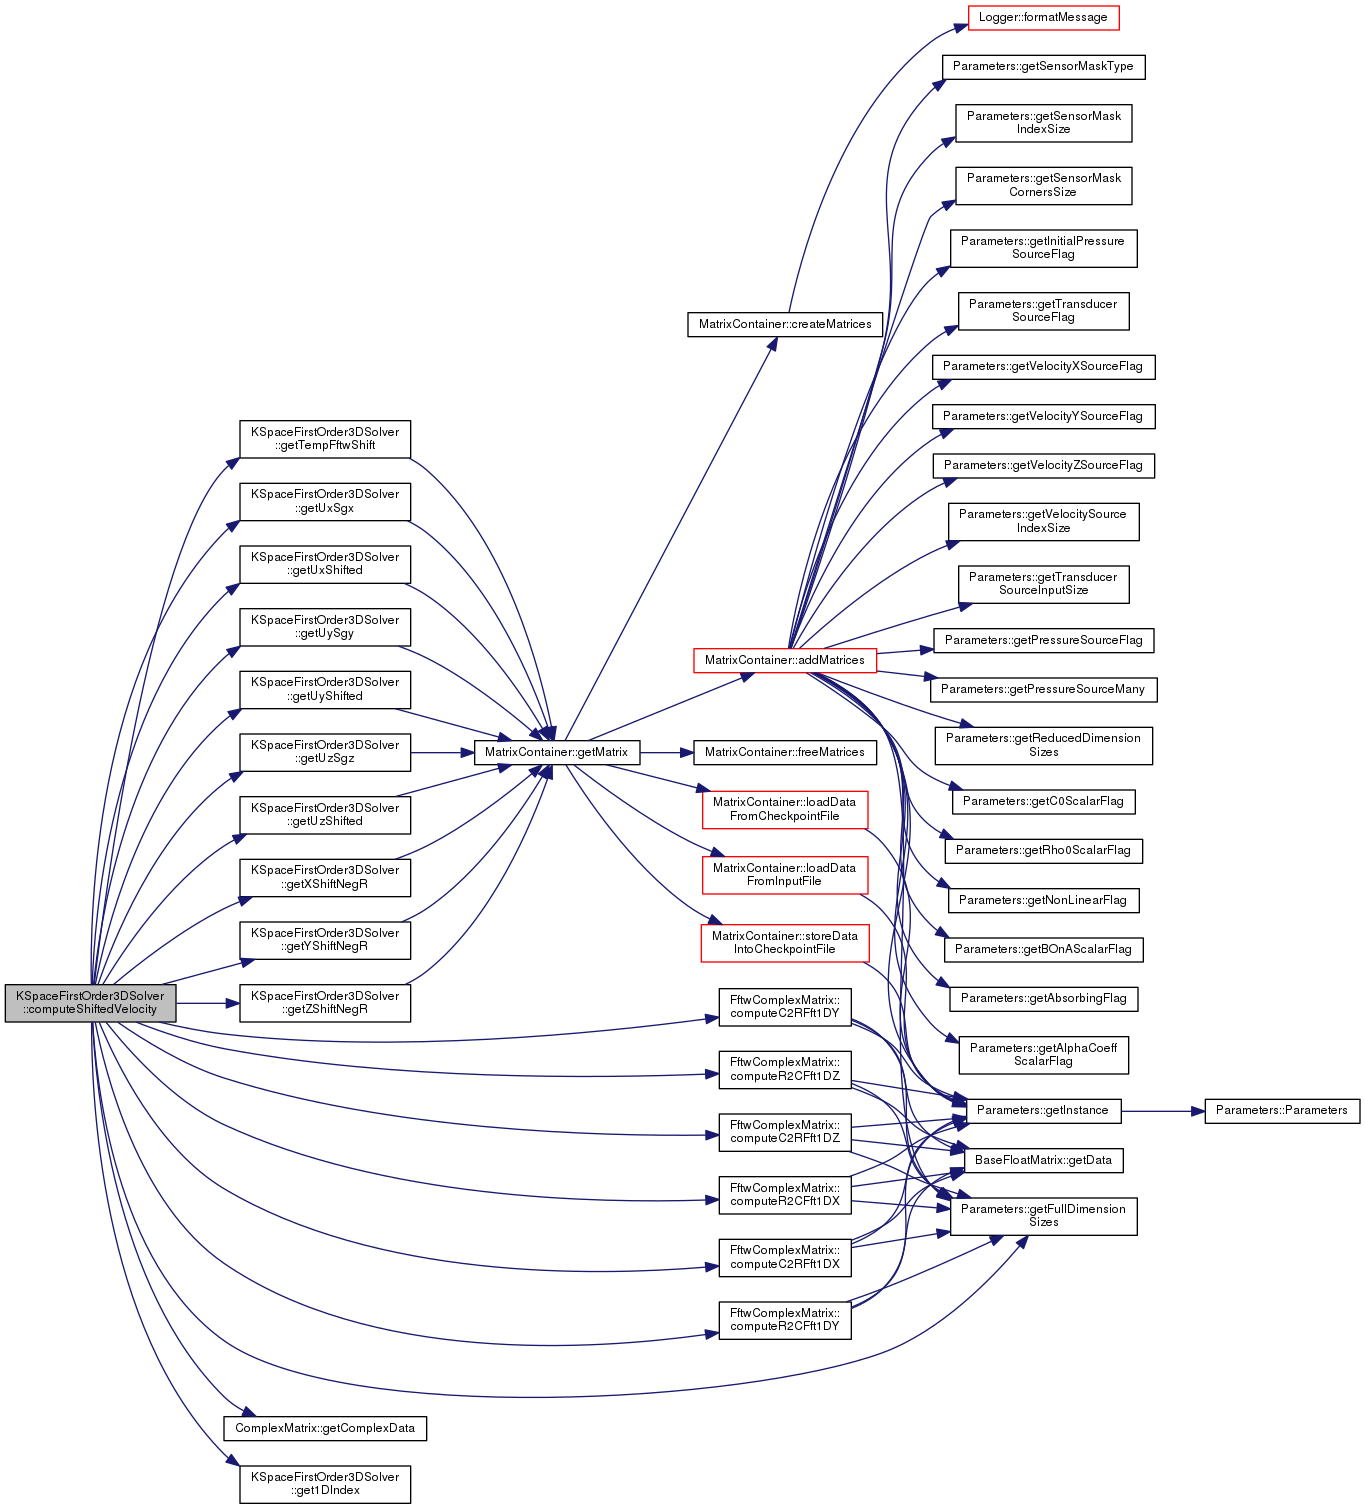 Logger::formatMessage
Parameters::getSensorMaskType
Parameters::getSensorMask
IndexSize
Parameters::getSensorMask
CornersSize
Parameters::getInitialPressure
SourceFlag
Parameters::getTransducer
SourceFlag
MatrixContainer::createMatrices
Parameters::getVelocityXSourceFlag
Parameters::getVelocityYSourceFlag
KSpaceFirstOrder3DSolver
::getTempFftwShift
Parameters::getVelocityZSourceFlag
KSpaceFirstOrder3DSolver
::getUxSgx
Parameters::getVelocitySource
IndexSize
KSpaceFirstOrder3DSolver
::getUxShifted
Parameters::getTransducer
SourceInputSize
KSpaceFirstOrder3DSolver
::getUySgy
Parameters::getPressureSourceFlag
MatrixContainer::addMatrices
KSpaceFirstOrder3DSolver
::getUyShifted
Parameters::getPressureSourceMany
KSpaceFirstOrder3DSolver
::getUzSgz
MatrixContainer::getMatrix
MatrixContainer::freeMatrices
Parameters::getReducedDimension
Sizes
KSpaceFirstOrder3DSolver
::getUzShifted
MatrixContainer::loadData
FromCheckpointFile
Parameters::getC0ScalarFlag
Parameters::getRho0ScalarFlag
KSpaceFirstOrder3DSolver
::getXShiftNegR
MatrixContainer::loadData
FromInputFile
Parameters::getNonLinearFlag
KSpaceFirstOrder3DSolver
::getYShiftNegR
MatrixContainer::storeData
IntoCheckpointFile
Parameters::getBOnAScalarFlag
KSpaceFirstOrder3DSolver
::computeShiftedVelocity
KSpaceFirstOrder3DSolver
::getZShiftNegR
Parameters::getAbsorbingFlag
FftwComplexMatrix::
computeC2RFft1DY
Parameters::getAlphaCoeff
ScalarFlag
FftwComplexMatrix::
computeR2CFft1DZ
Parameters::getInstance
Parameters::Parameters
FftwComplexMatrix::
computeC2RFft1DZ
BaseFloatMatrix::getData
FftwComplexMatrix::
computeR2CFft1DX
Parameters::getFullDimension
Sizes
FftwComplexMatrix::
computeC2RFft1DX
FftwComplexMatrix::
computeR2CFft1DY
ComplexMatrix::getComplexData
KSpaceFirstOrder3DSolver
::get1DIndex